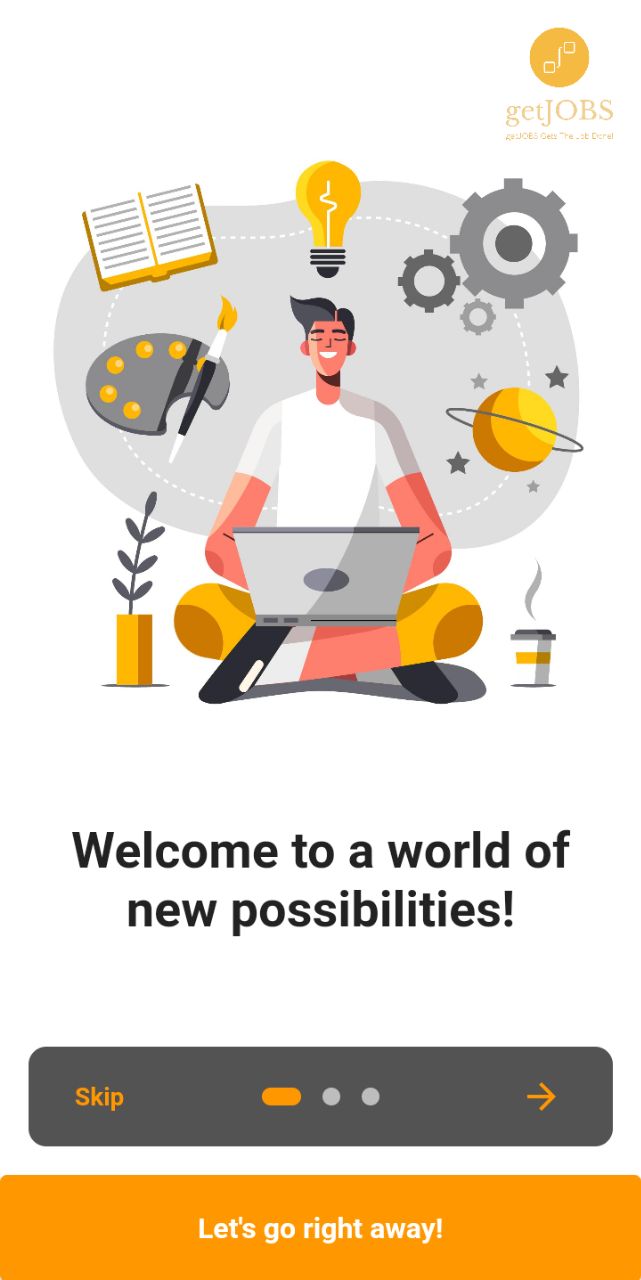 getJOBS
getJOBS Gets The Job Done!
Welcome to a world of
new possibilities!
Skip
Let's go right away!